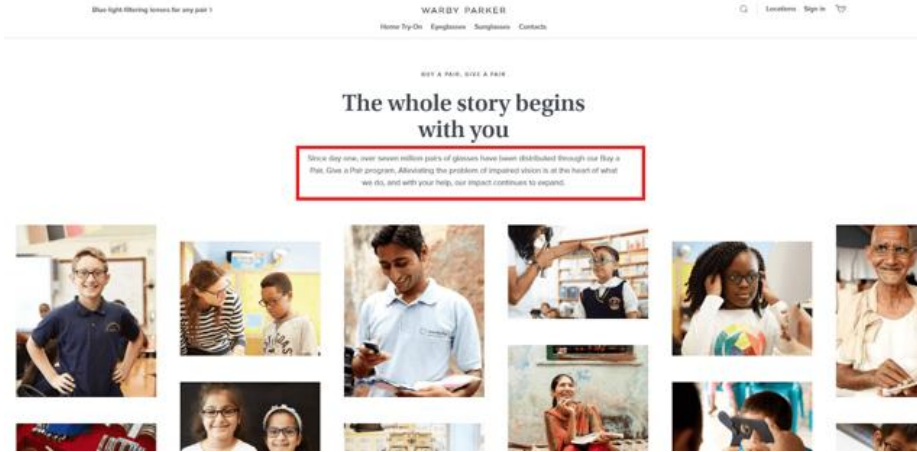 Blue-light-filtering lenses for any pair >
WARBY PARKER
Locations Sign in
Home Try-On Eyeglasses Sunglasses Contacts
BUY A PAIR, GIVE A PAIR
The whole story begins
with you
Since day one, over seven million pairs of glasses have been distributed through our Buy a
Pair, Give a Pair program. Alleviating the problem of impaired vision is at the heart of what
we do, and with your help, our impact continues to expand.